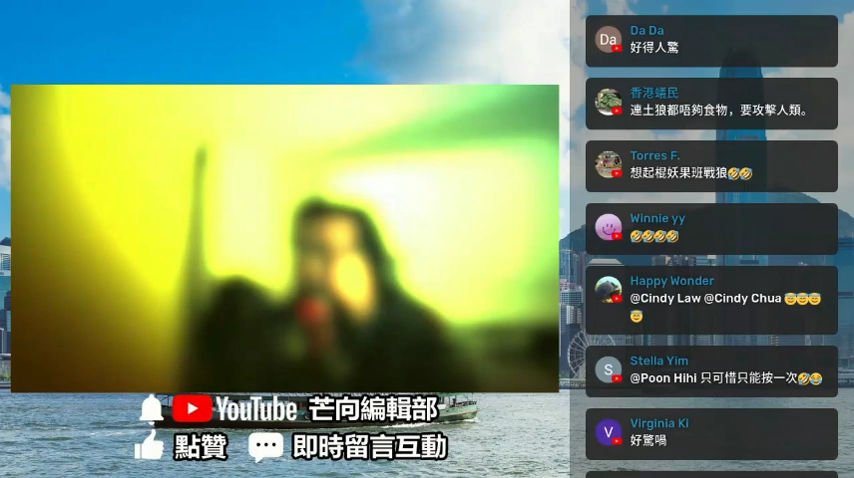 Da Da
好得人驚
香港蟻民
連土狼都唔夠食物，要攻擊人類。
Torres F.
想起棍妖果班戰狼🤣🤣
Winnie yy
🤣🤣🤣🤣
Happy Wonder
@Cindy Law @Cindy Chua 😇😇😇
😇
Stella Yim
@Poon Hihi 只可惜只能按一次🤣😂
Virginia Ki
好驚喎
YouTube 芒向編輯部
點贊 即時留言互動